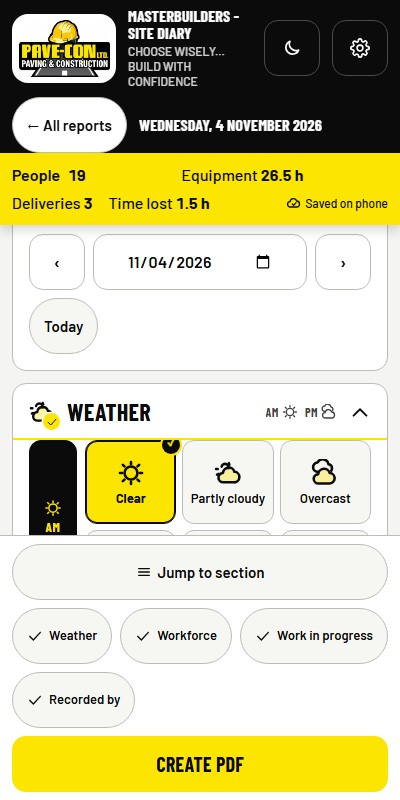 PAVE-CON LTD.
PAVING & CONSTRUCTION
MASTERBUILDERS –
SITE DIARY
CHOOSE WISELY...
BUILD WITH
CONFIDENCE
← All reports
WEDNESDAY, 4 NOVEMBER 2026
People 19 Equipment 26.5 h
Deliveries 3 Time lost 1.5 h Saved on phone
‹ 11/04/2026 ›
Today
WEATHER AM PM
Clear Partly cloudy Overcast
AM
Jump to section
Weather Workforce Work in progress
Recorded by
CREATE PDF